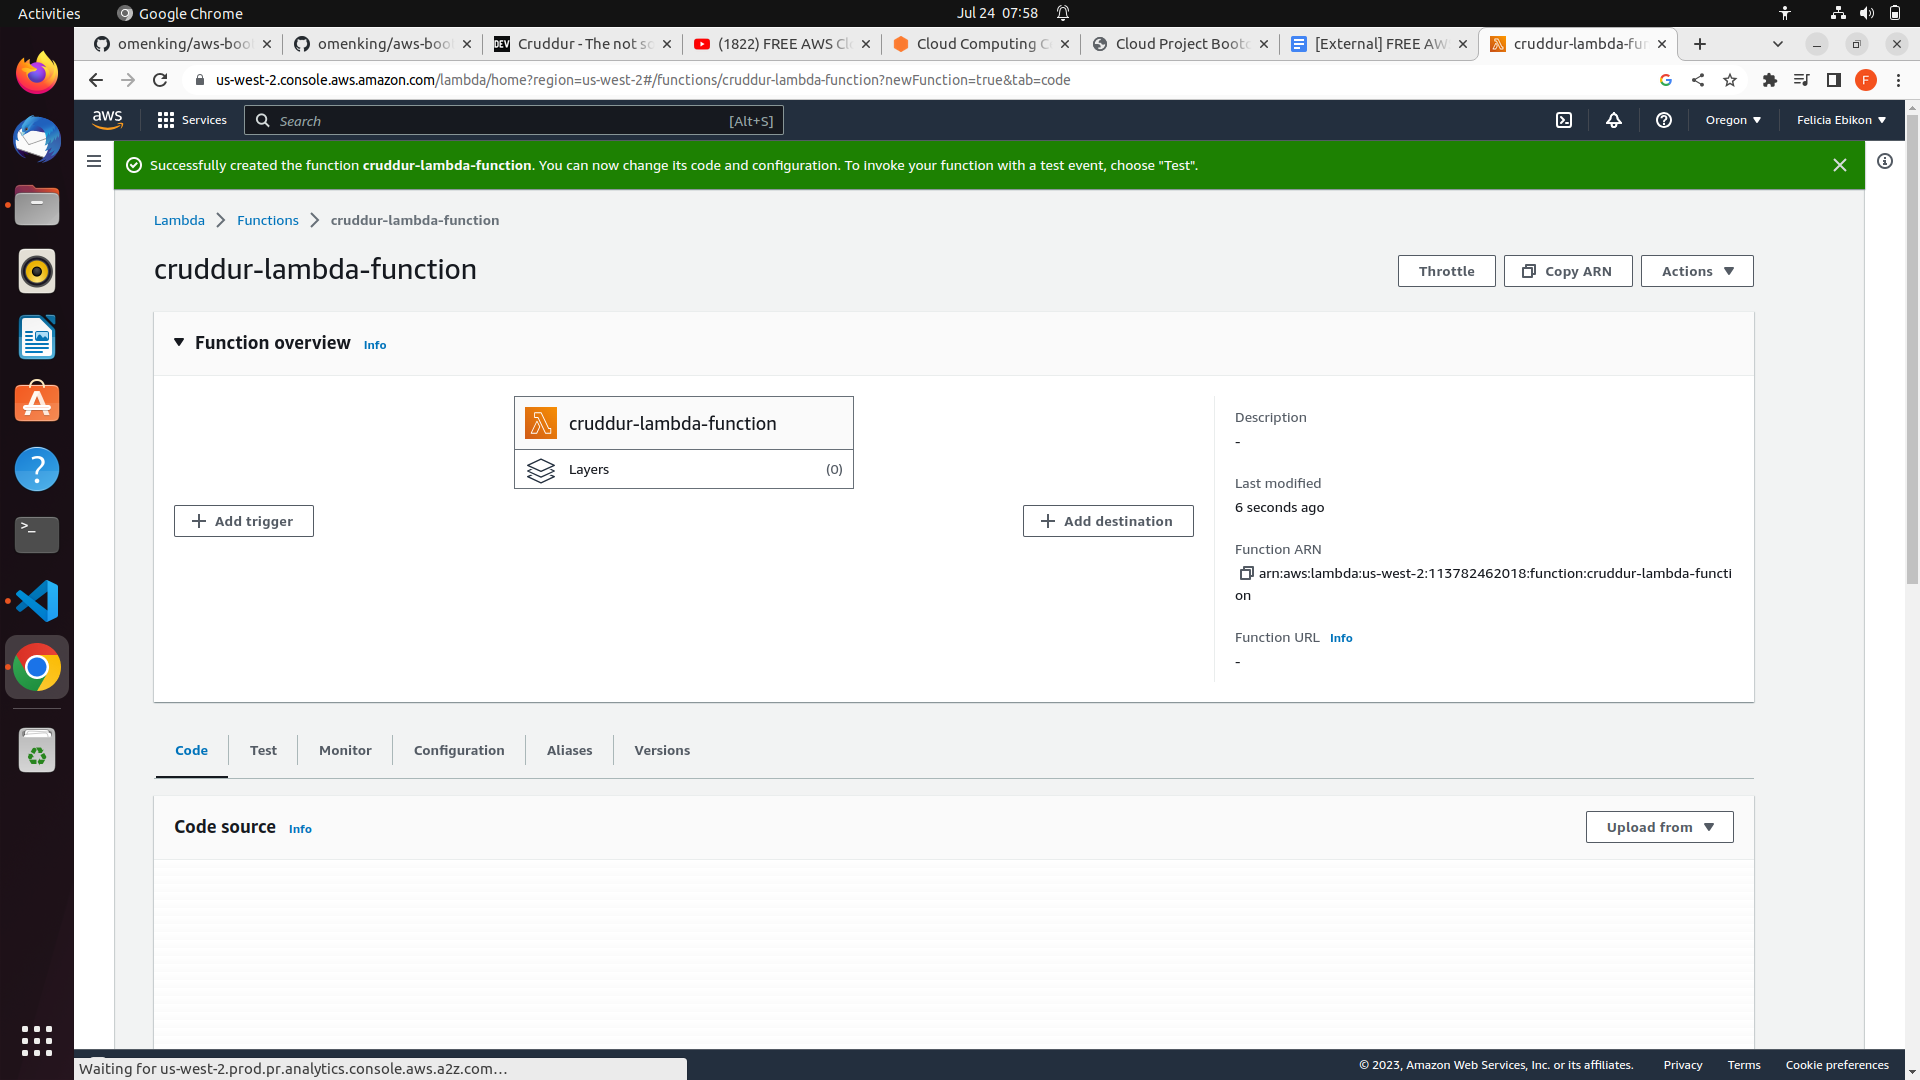 Activities
Google Chrome
Jul 24 07:58
omenking/aws-boo
omenking/aws-boo
DEV
Cruddur - The not s
(1822) FREE AWS Cl
Cloud Computing C
Cloud Project Bootc
[External] FREE AW
cruddur-lambda-fun
us-west-2.console.aws.amazon.com/lambda/home?region=us-west-2#/functions/cruddur-lambda-function?newFunction=true&tab=code
F
aws
Services
Search
[Alt+S]
Oregon
Felicia Ebikon
Successfully created the function cruddur-lambda-function. You can now change its code and configuration. To invoke your function with a test event, choose "Test".
Lambda
Functions
cruddur-lambda-function
cruddur-lambda-function
Throttle
Copy ARN
Actions
Function overview
Info
cruddur-lambda-function
Layers
(0)
Add trigger
Add destination
Description
-
Last modified
6 seconds ago
Function ARN
arn:aws:lambda:us-west-2:113782462018:function:cruddur-lambda-functi
on
Function URL
Info
-
Code
Test
Monitor
Configuration
Aliases
Versions
Code source
Info
Upload from
Waiting for us-west-2.prod.pr.analytics.console.aws.a2z.com…
© 2023, Amazon Web Services, Inc. or its affiliates.
Privacy
Terms
Cookie preferences